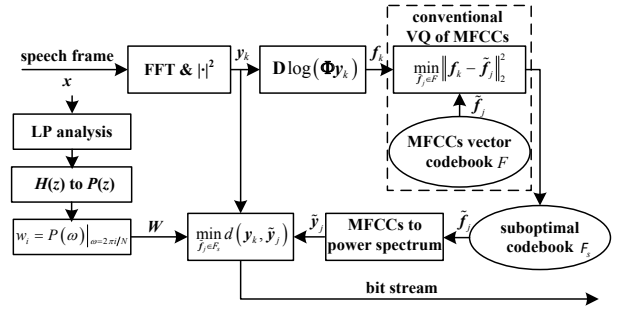 conventional
VQ of MFCCs
speech frame
x
FFT & |·|²
y_k
D log(Φy_k)
f_k
min_{f̃_j∈F} ‖f_k − f̃_j‖₂²
f̃_j
MFCCs vector
codebook F
LP analysis
H(z) to P(z)
w_i = P(ω)|_{ω=2πi/N}
W
min_{f̃_j∈F_s} d(y_k, ỹ_j)
ỹ_j
MFCCs to
power spectrum
f̃_j
suboptimal
codebook F_s
bit stream